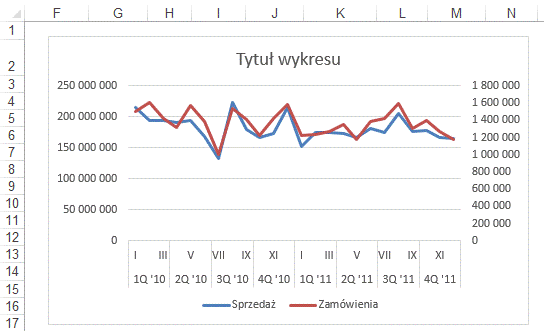 F G H I J K L M N
1
2
3
4
5
6
7
8
9
10
11
12
13
14
15
16
17
Tytuł wykresu
250 000 000
200 000 000
150 000 000
100 000 000
50 000 000
0
1 800 000
1 600 000
1 400 000
1 200 000
1 000 000
800 000
600 000
400 000
200 000
0
I III V VII IX XI I III V VII IX XI
1Q '10 2Q '10 3Q '10 4Q '10 1Q '11 2Q '11 3Q '11 4Q '11
Sprzedaż Zamówienia